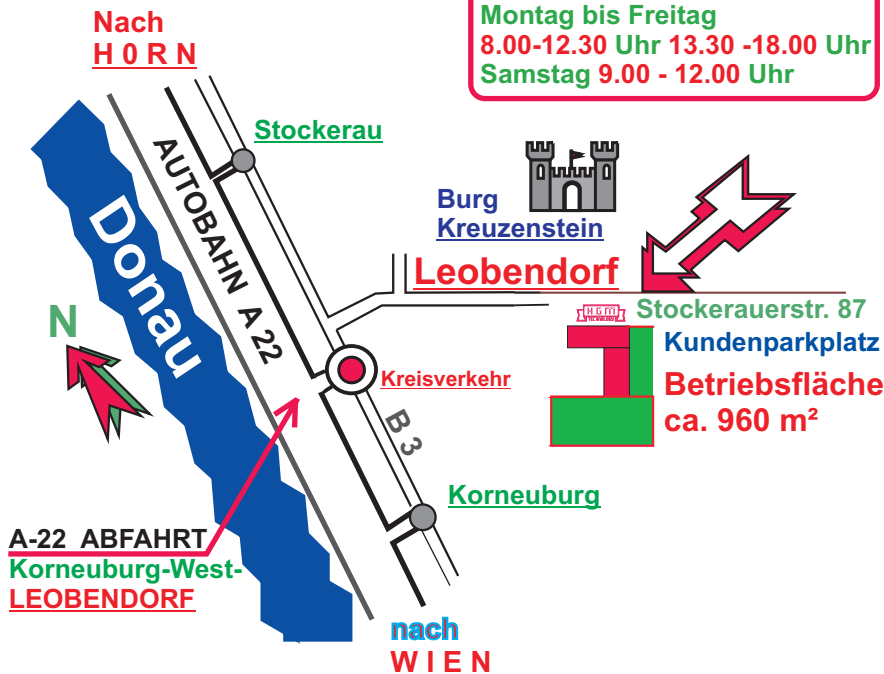 Montag bis Freitag
8.00-12.30 Uhr 13.30 -18.00 Uhr
Samstag 9.00 - 12.00 Uhr
Nach
H 0 R N
Stockerau
AUTOBAHN A 22
Donau
Burg
Kreuzenstein
Leobendorf
N
HGM
TECHNOLOGY
Stockerauerstr. 87
Kundenparkplatz
Betriebsfläche
ca. 960 m²
Kreisverkehr
B 3
Korneuburg
A-22 ABFAHRT
Korneuburg-West-
LEOBENDORF
nach
W I E N